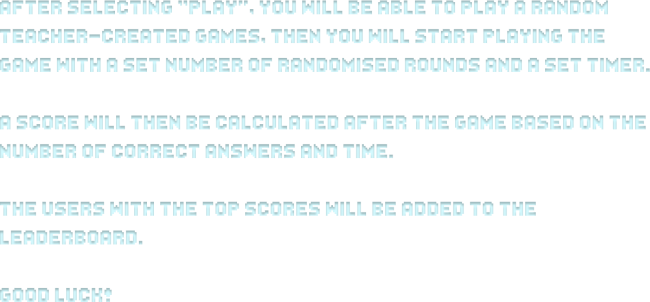 AFTER SELECTING "PLAY", YOU WILL BE ABLE TO PLAY A RANDOM
TEACHER-CREATED GAMES. THEN YOU WILL START PLAYING THE
GAME WITH A SET NUMBER OF RANDOMISED ROUNDS AND A SET TIMER.
A SCORE WILL THEN BE CALCULATED AFTER THE GAME BASED ON THE
NUMBER OF CORRECT ANSWERS AND TIME.
THE USERS WITH THE TOP SCORES WILL BE ADDED TO THE
LEADERBOARD.
GOOD LUCK!